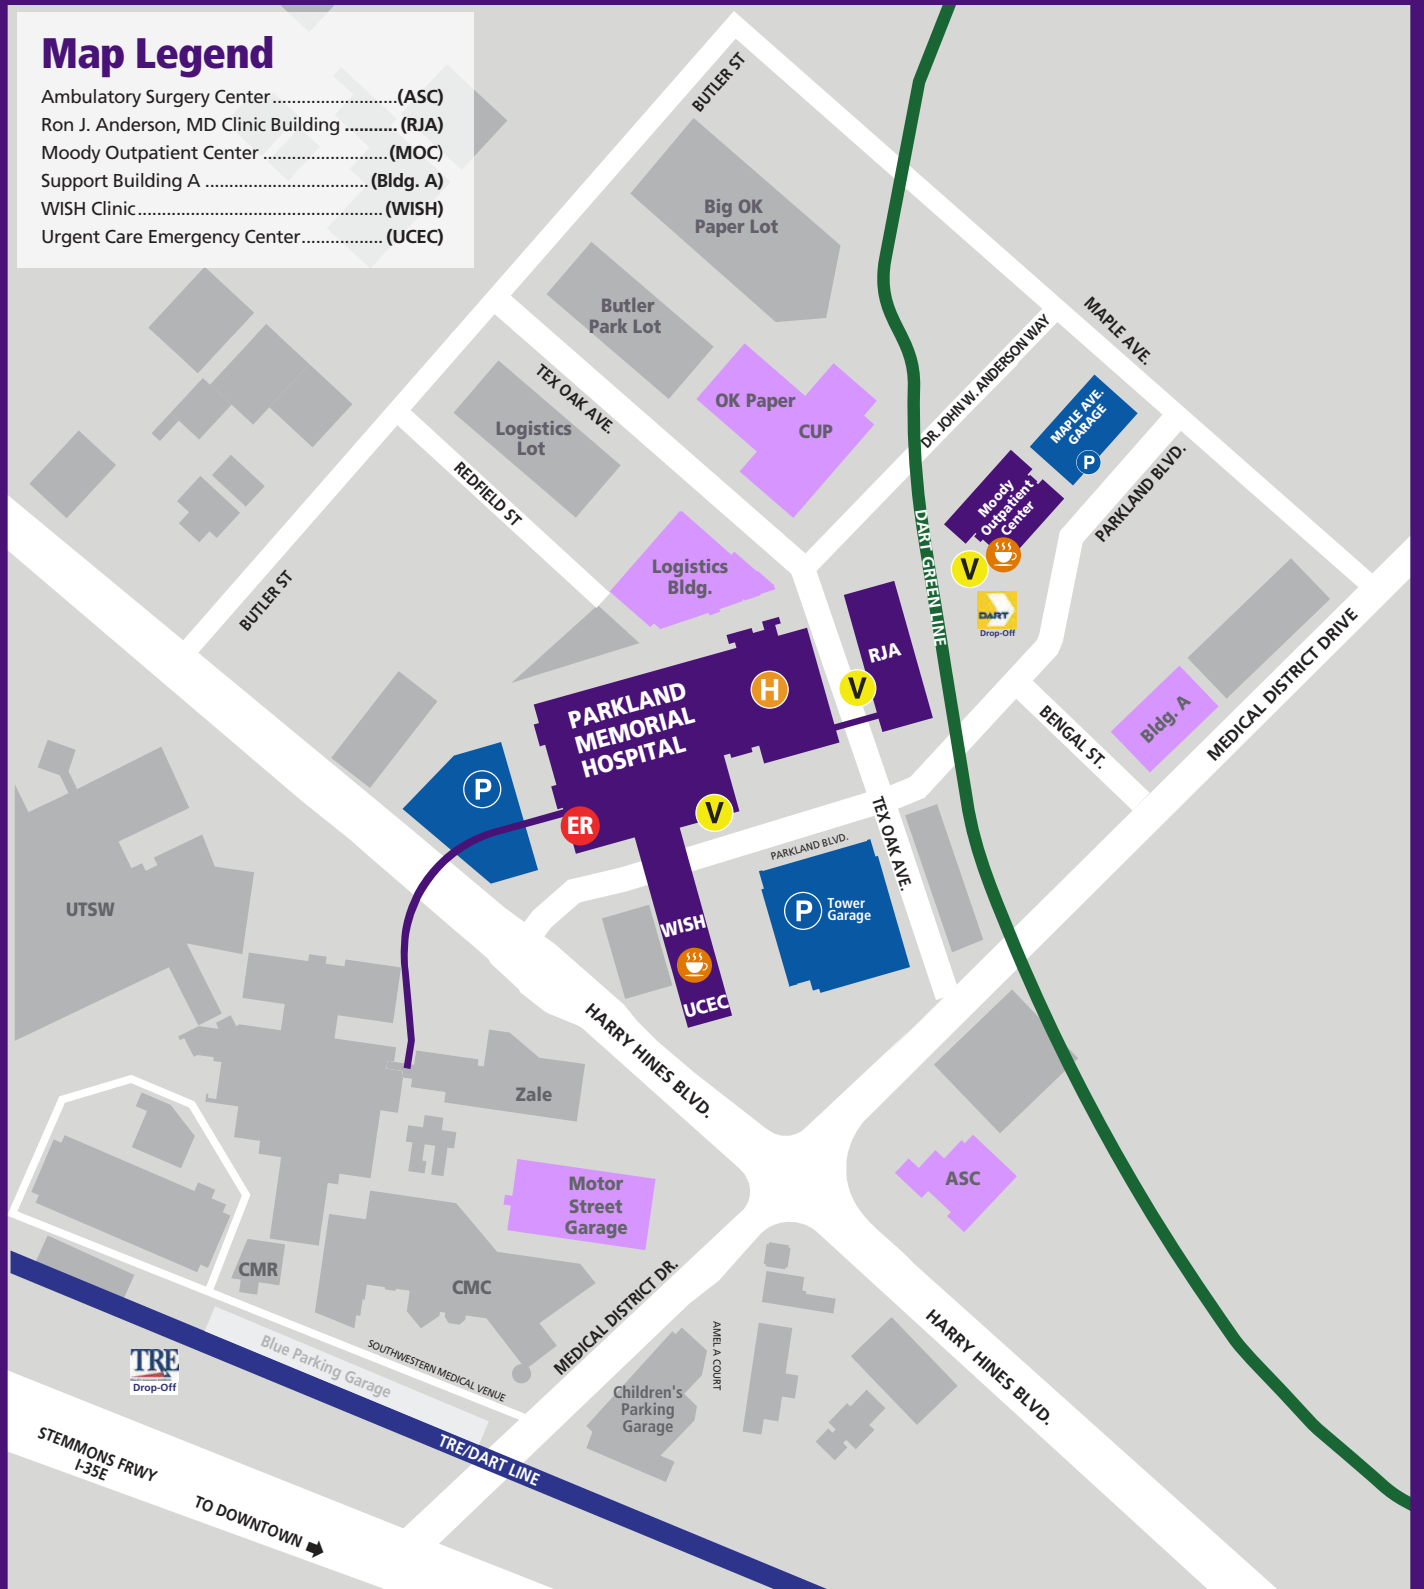 Map Legend
Ambulatory Surgery Center..........................(ASC)
Ron J. Anderson, MD Clinic Building ........... (RJA)
Moody Outpatient Center ..........................(MOC)
Support Building A ..................................(Bldg. A)
WISH Clinic................................................... (WISH)
Urgent Care Emergency Center................. (UCEC)
BUTLER ST
Big OK
Paper Lot
Butler
Park Lot
MAPLE AVE.
DR. JOHN W. ANDERSON WAY
TEX OAK AVE.
OK Paper
CUP
MAPLE AVE.
GARAGE
P
Logistics
Lot
REDFIELD ST
PARKLAND BLVD.
Moody
Outpatient
Center
DART GREEN LINE
V
DART
Drop-Off
Logistics
Bldg.
BUTLER ST
RJA
V
H
PARKLAND
MEMORIAL
HOSPITAL
MEDICAL DISTRICT DRIVE
Bldg. A
BENGAL ST.
P
ER
V
TEX OAK AVE.
PARKLAND BLVD.
P
Tower
Garage
UTSW
WISH
UCEC
HARRY HINES BLVD.
Zale
Motor
Street
Garage
ASC
CMR
CMC
MEDICAL DISTRICT DR.
AMEL A COURT
HARRY HINES BLVD.
SOUTHWESTERN MEDICAL VENUE
Blue Parking Garage
TRE
Drop-Off
Children's
Parking
Garage
TRE/DART LINE
STEMMONS FRWY
I-35E
TO DOWNTOWN